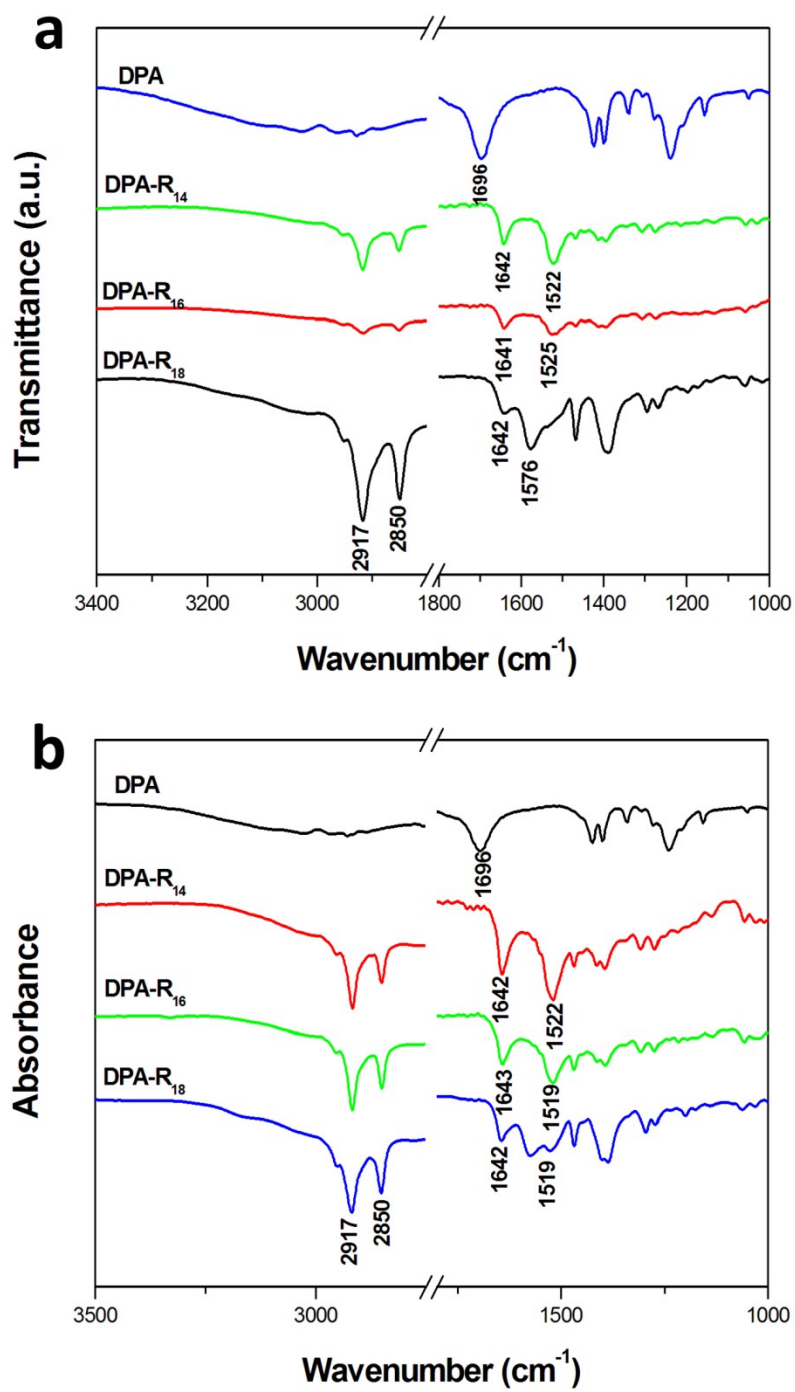 a
DPA
DPA-R14
DPA-R16
DPA-R18
1696
1642
1522
1641
1525
1642
1576
2917
2850
Transmittance (a.u.)
3400
3200
3000
1800
1600
1400
1200
1000
Wavenumber (cm-1)
b
DPA
DPA-R14
DPA-R16
DPA-R18
1696
1642
1522
1643
1519
1642
1519
2917
2850
Absorbance
3500
3000
1500
1000
Wavenumber (cm-1)